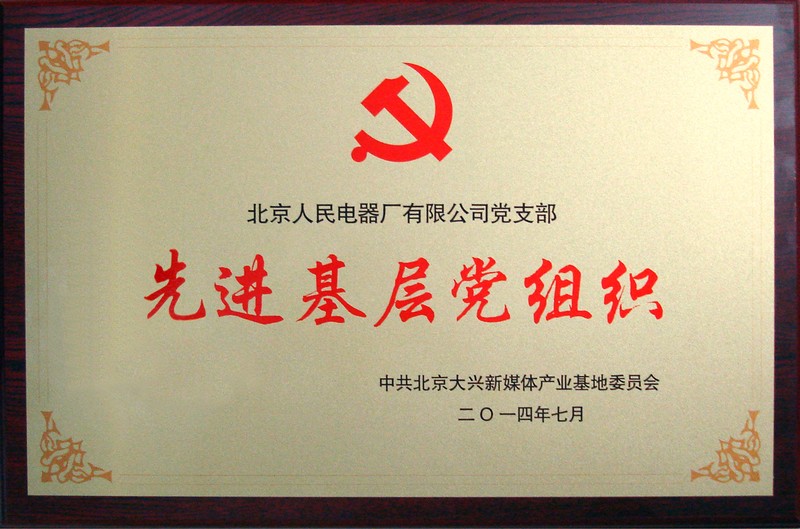 北京人民电器厂有限公司党支部
先进基层党组织
中共北京大兴新媒体产业基地委员会
二〇一四年七月